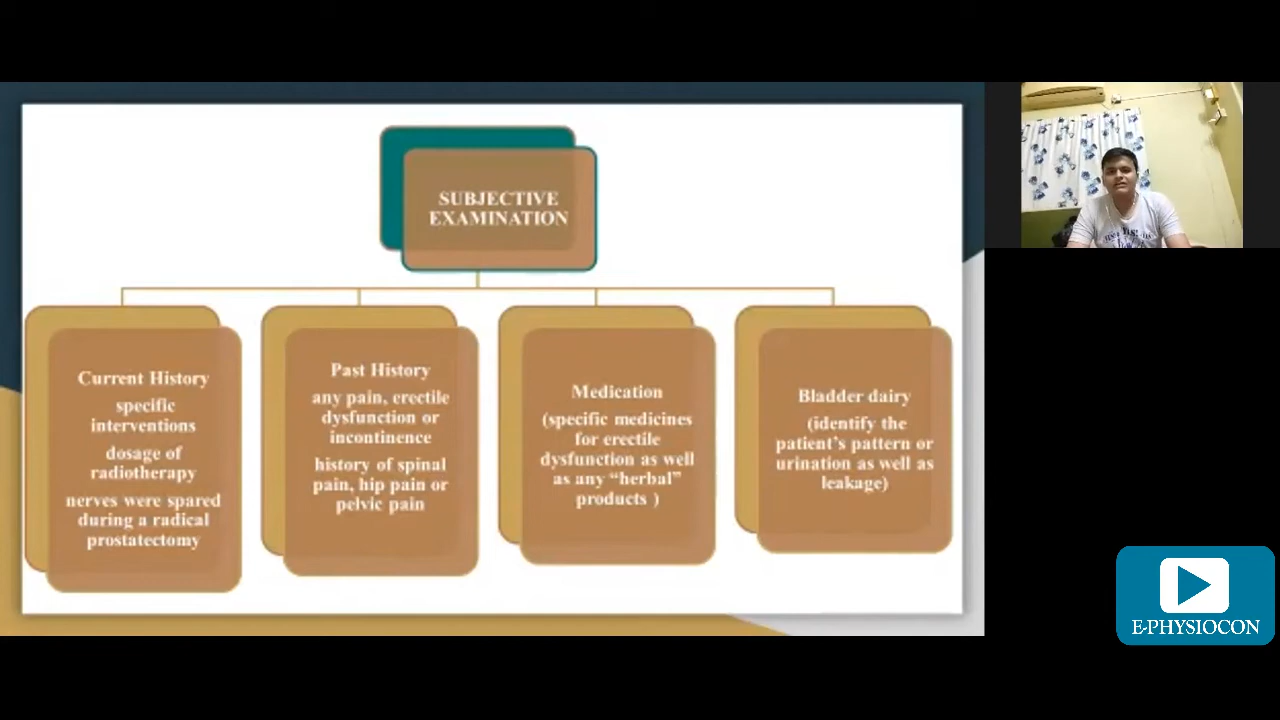 SUBJECTIVE
EXAMINATION
Current History
specific
interventions
dosage of
radiotherapy
nerves were spared
during a radical
prostatectomy
Past History
any pain, erectile
dysfunction or
incontinence
history of spinal
pain, hip pain or
pelvic pain
Medication
(specific medicines
for erectile
dysfunction as well
as any “herbal”
products )
Bladder dairy
(identify the
patient’s pattern or
urination as well as
leakage)
E-PHYSIOCON